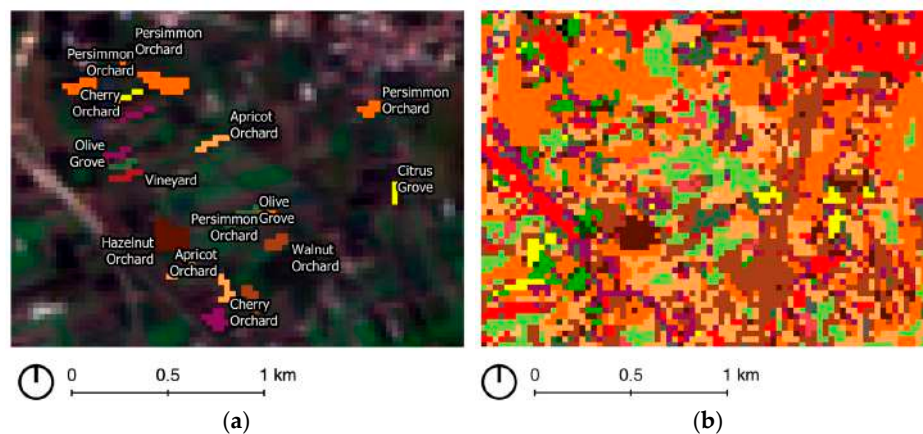 Persimmon
Orchard
Persimmon
Orchard
Cherry
Orchard
Persimmon
Orchard
Apricot
Orchard
Olive
Grove
Vineyard
Citrus
Grove
Olive
Grove
Persimmon
Orchard
Hazelnut
Orchard
Walnut
Orchard
Apricot
Orchard
Cherry
Orchard
0 0.5 1 km
0 0.5 1 km
(a) (b)